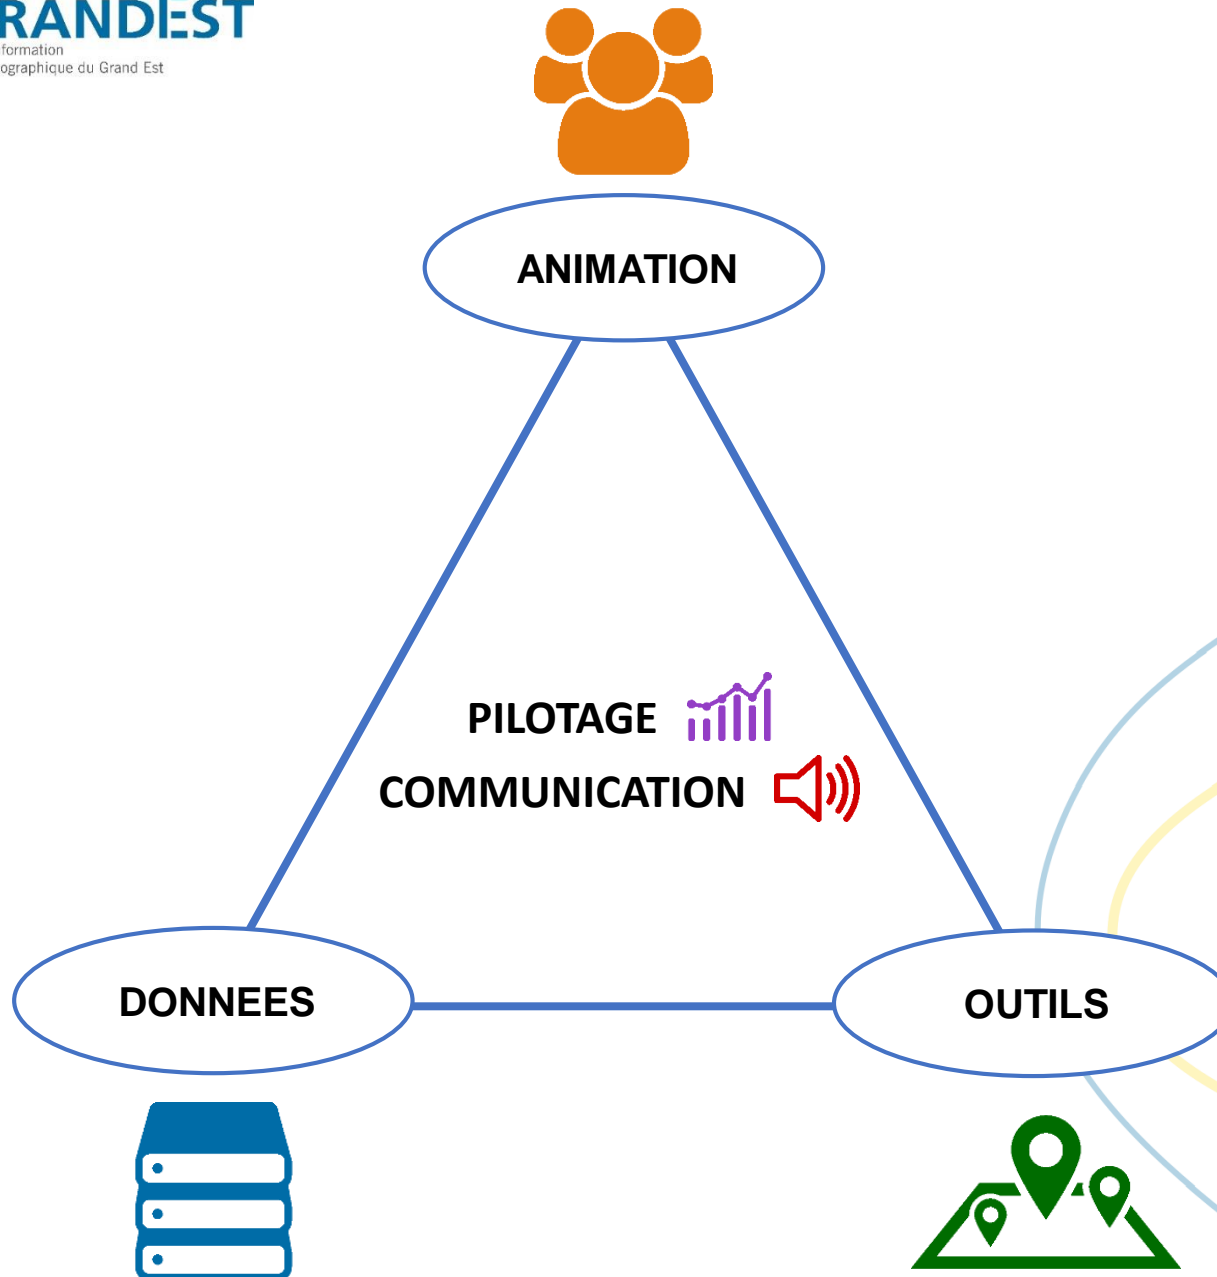 RANDEST
formation
ographique du Grand Est
ANIMATION
PILOTAGE
COMMUNICATION
DONNEES
OUTILS